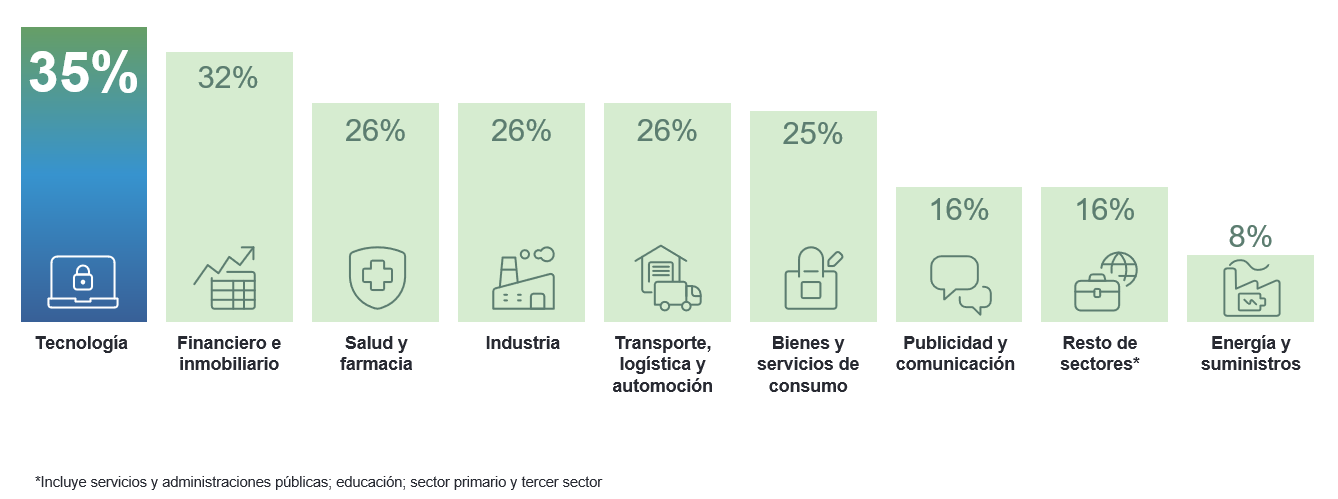 35%
32%
26%
26%
26%
25%
16%
16%
8%
Tecnología
Financiero e
inmobiliario
Salud y
farmacia
Industria
Transporte,
logística y
automoción
Bienes y
servicios de
consumo
Publicidad y
comunicación
Resto de
sectores*
Energía y
suministros
*Incluye servicios y administraciones públicas; educación; sector primario y tercer sector